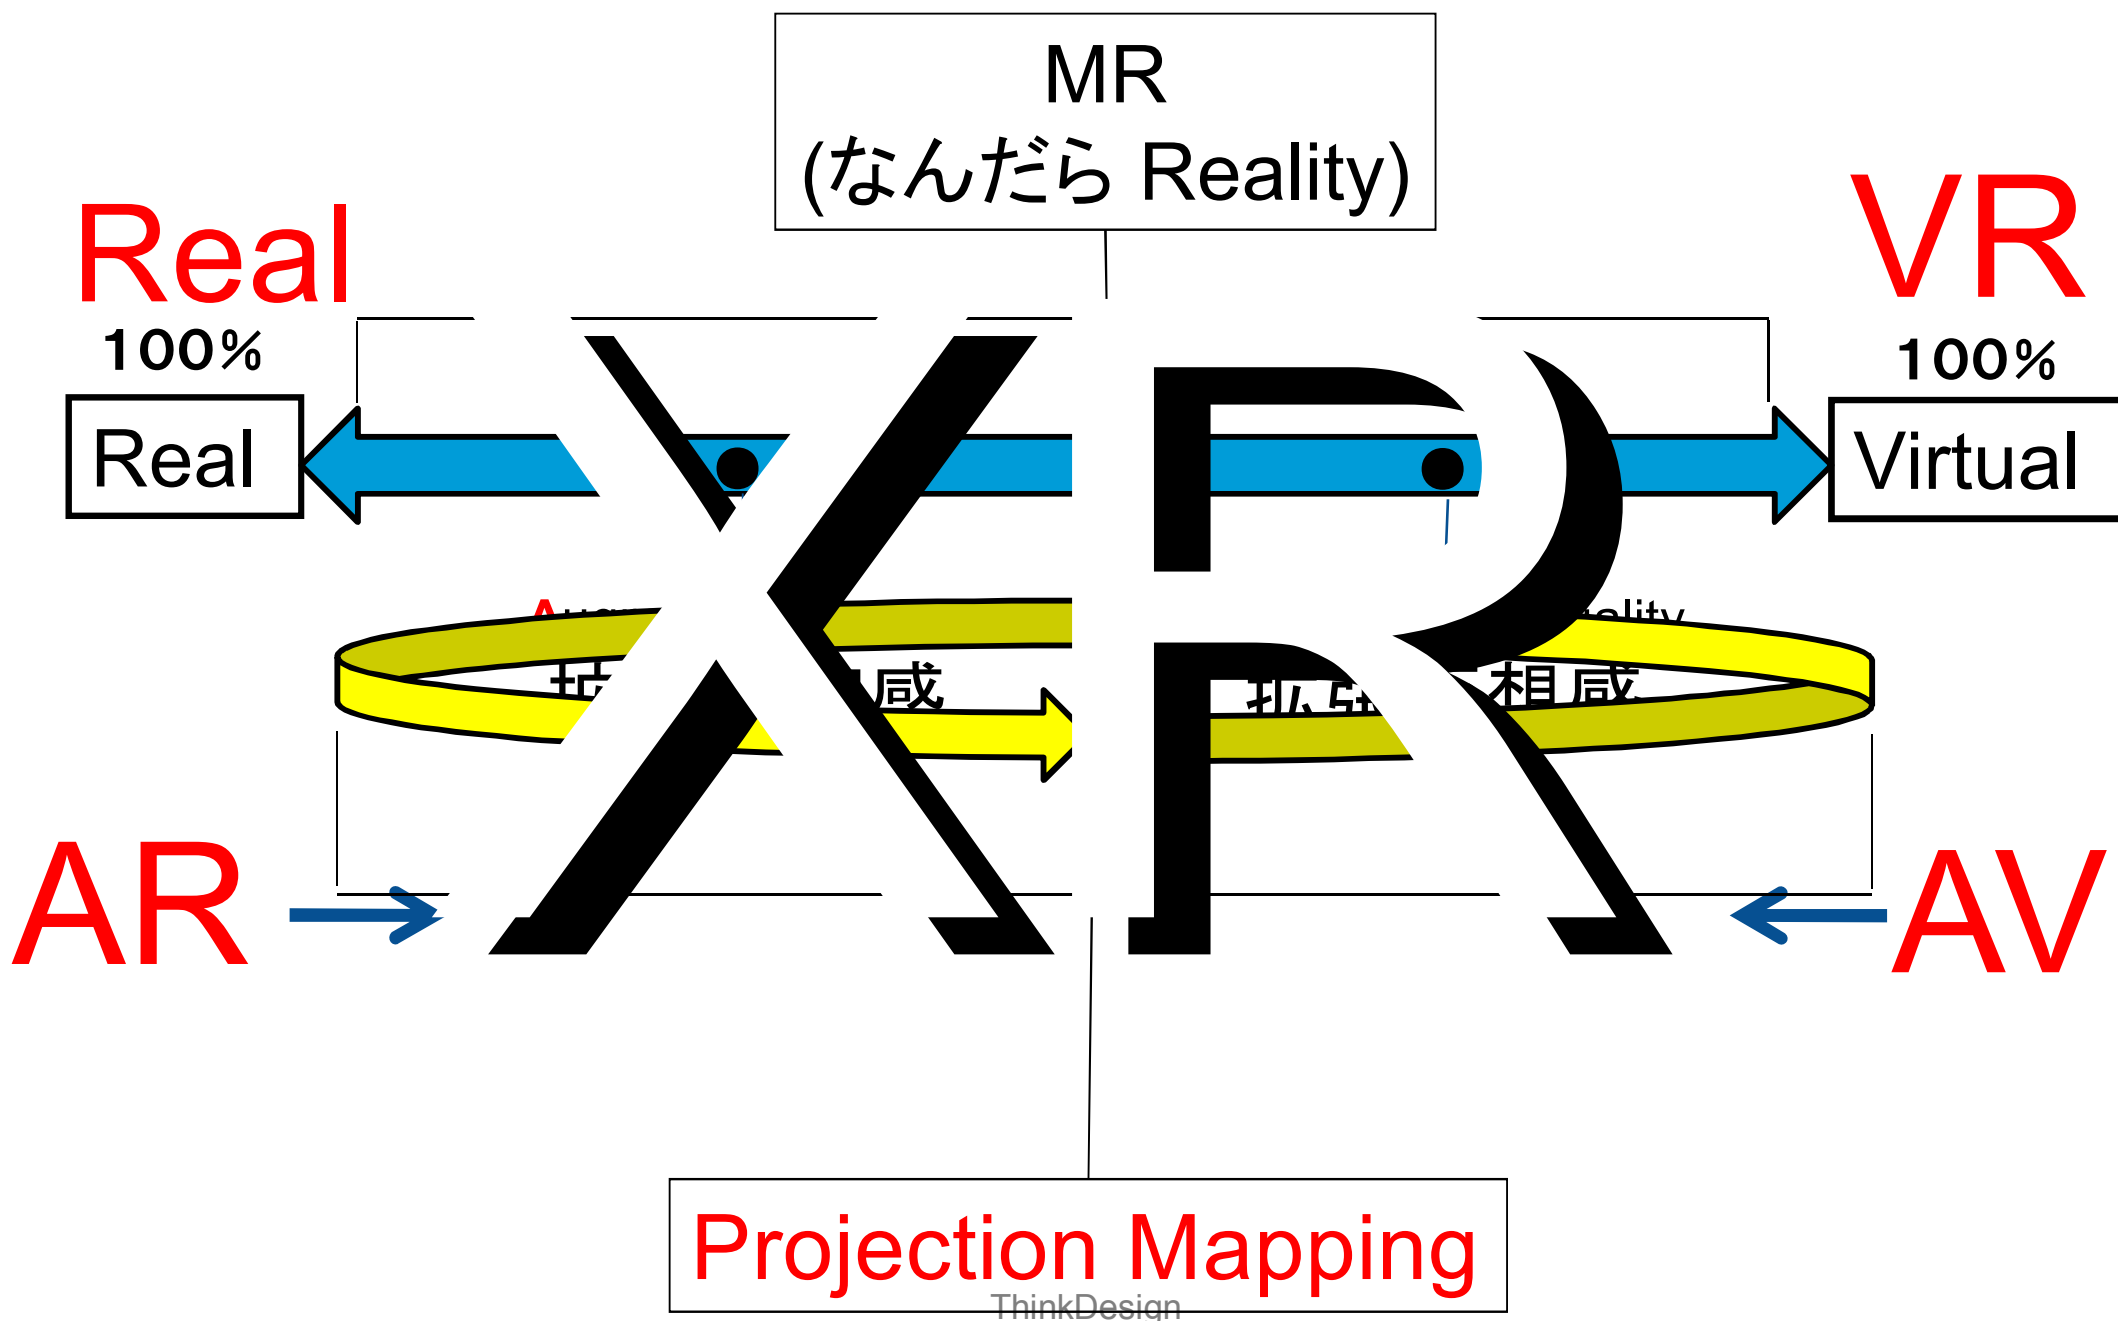 MR
(なんだら Reality)
Real
VR
100%
100%
Real
Virtual
XR
相感
AR
AV
Projection Mapping
ThinkDesign